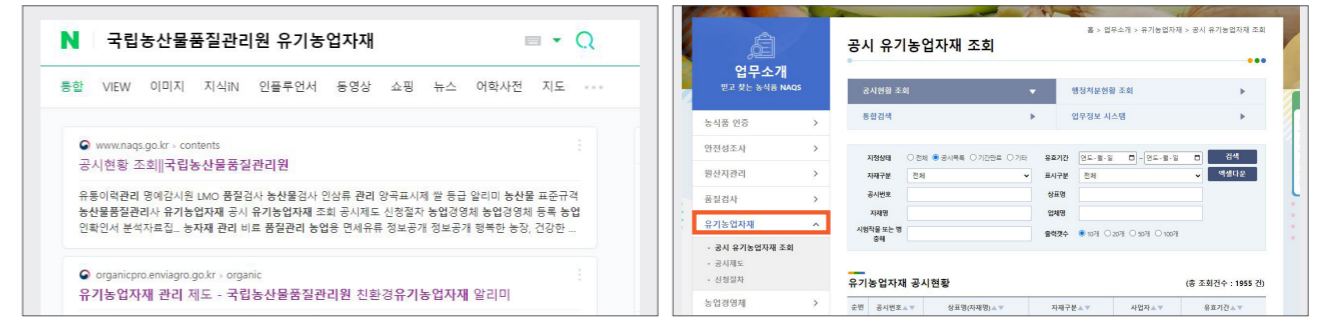 N 국립농산물품질관리원 유기농업자재
통합 VIEW 이미지 지식iN 인플루언서 동영상 쇼핑 뉴스 어학사전 지도
www.naqs.go.kr › contents
공시현황 조회||국립농산물품질관리원
유통이력관리 명예감시원 LMO 품질검사 농산물검사 인삼류 관리 양곡표시제 쌀 등급 알리미 농산물 표준규격
농산물품질관리사 유기농업자재 공시 유기농업자재 조회 공시제도 신청절차 농업경영체 농업경영체 등록 농업
인확인서 분석자료집... 농자재 관리 비료 품질관리 농업용 면세유류 정보공개 정보공개 행복한 농장, 건강한 ...
organicpro.enviagro.go.kr › organic
유기농업자재 관리 제도 - 국립농산물품질관리원 친환경유기농업자재 알리미
업무소개
믿고 찾는 농식품 NAQS
농식품 인증
안전성조사
원산지관리
품질검사
유기농업자재
- 공시 유기농업자재 조회
- 공시제도
- 신청절차
농업경영체
홈 > 업무소개 > 유기농업자재 > 공시 유기농업자재 조회
공시 유기농업자재 조회
공시현황 조회 행정처분현황 조회
통합검색 업무정보 시스템
지정상태 전체 공시목록 기간만료 기타 유효기간 연도-월-일 - 연도-월-일 검색
자재구분 전체 표시구분 전체 엑셀다운
공시번호 상표명
자재명 업체명
시험작물 또는 병충해 출력갯수 10개 20개 50개 100개
유기농업자재 공시현황 (총 조회건수 : 1955 건)
순번 공시번호▲▼ 상표명(자재명)▲▼ 자재구분▲▼ 사업자▲▼ 유효기간▲▼